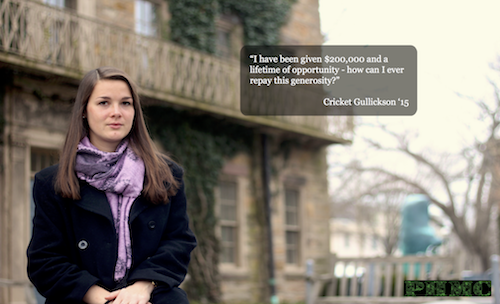 “I have been given $200,000 and a
lifetime of opportunity - how can I ever
repay this generosity?”
Cricket Gullickson ‘15